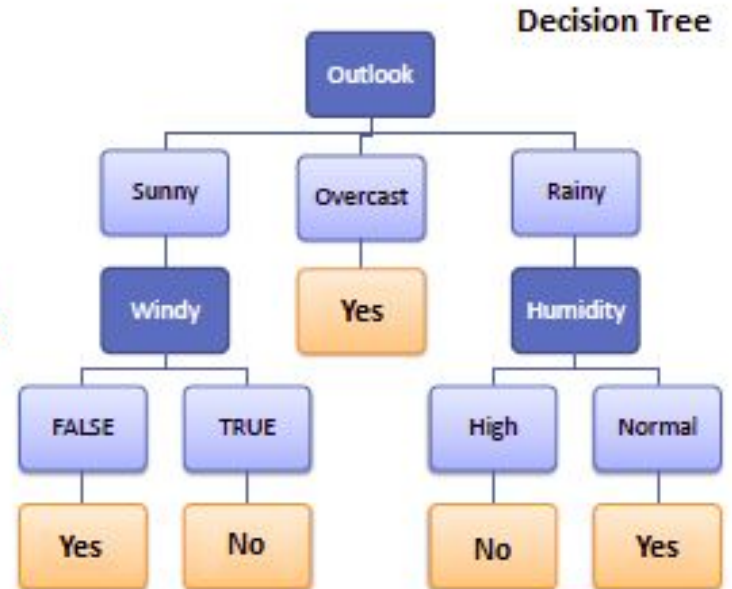 Decision Tree
Outlook
Sunny
Overcast
Rainy
Windy
Yes
Humidity
FALSE
TRUE
High
Normal
Yes
No
No
Yes